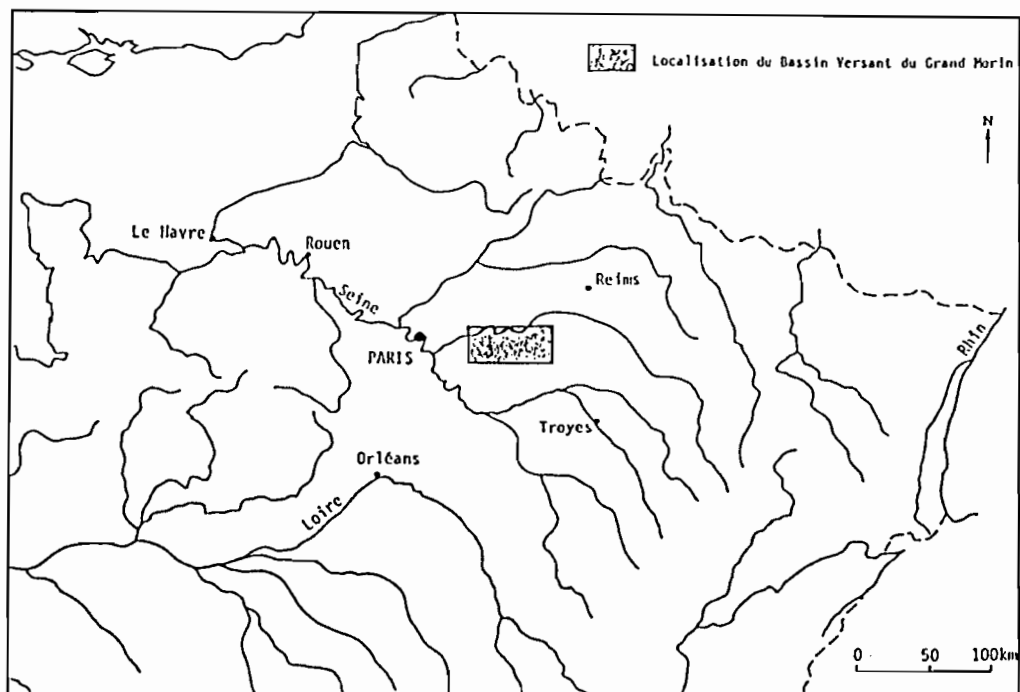 Localisation du Bassin Versant du Grand Morin
N
Le Havre
Rouen
Seine
Reims
PARIS
Rhin
Troyes
Orléans
Loire
0 50 100km